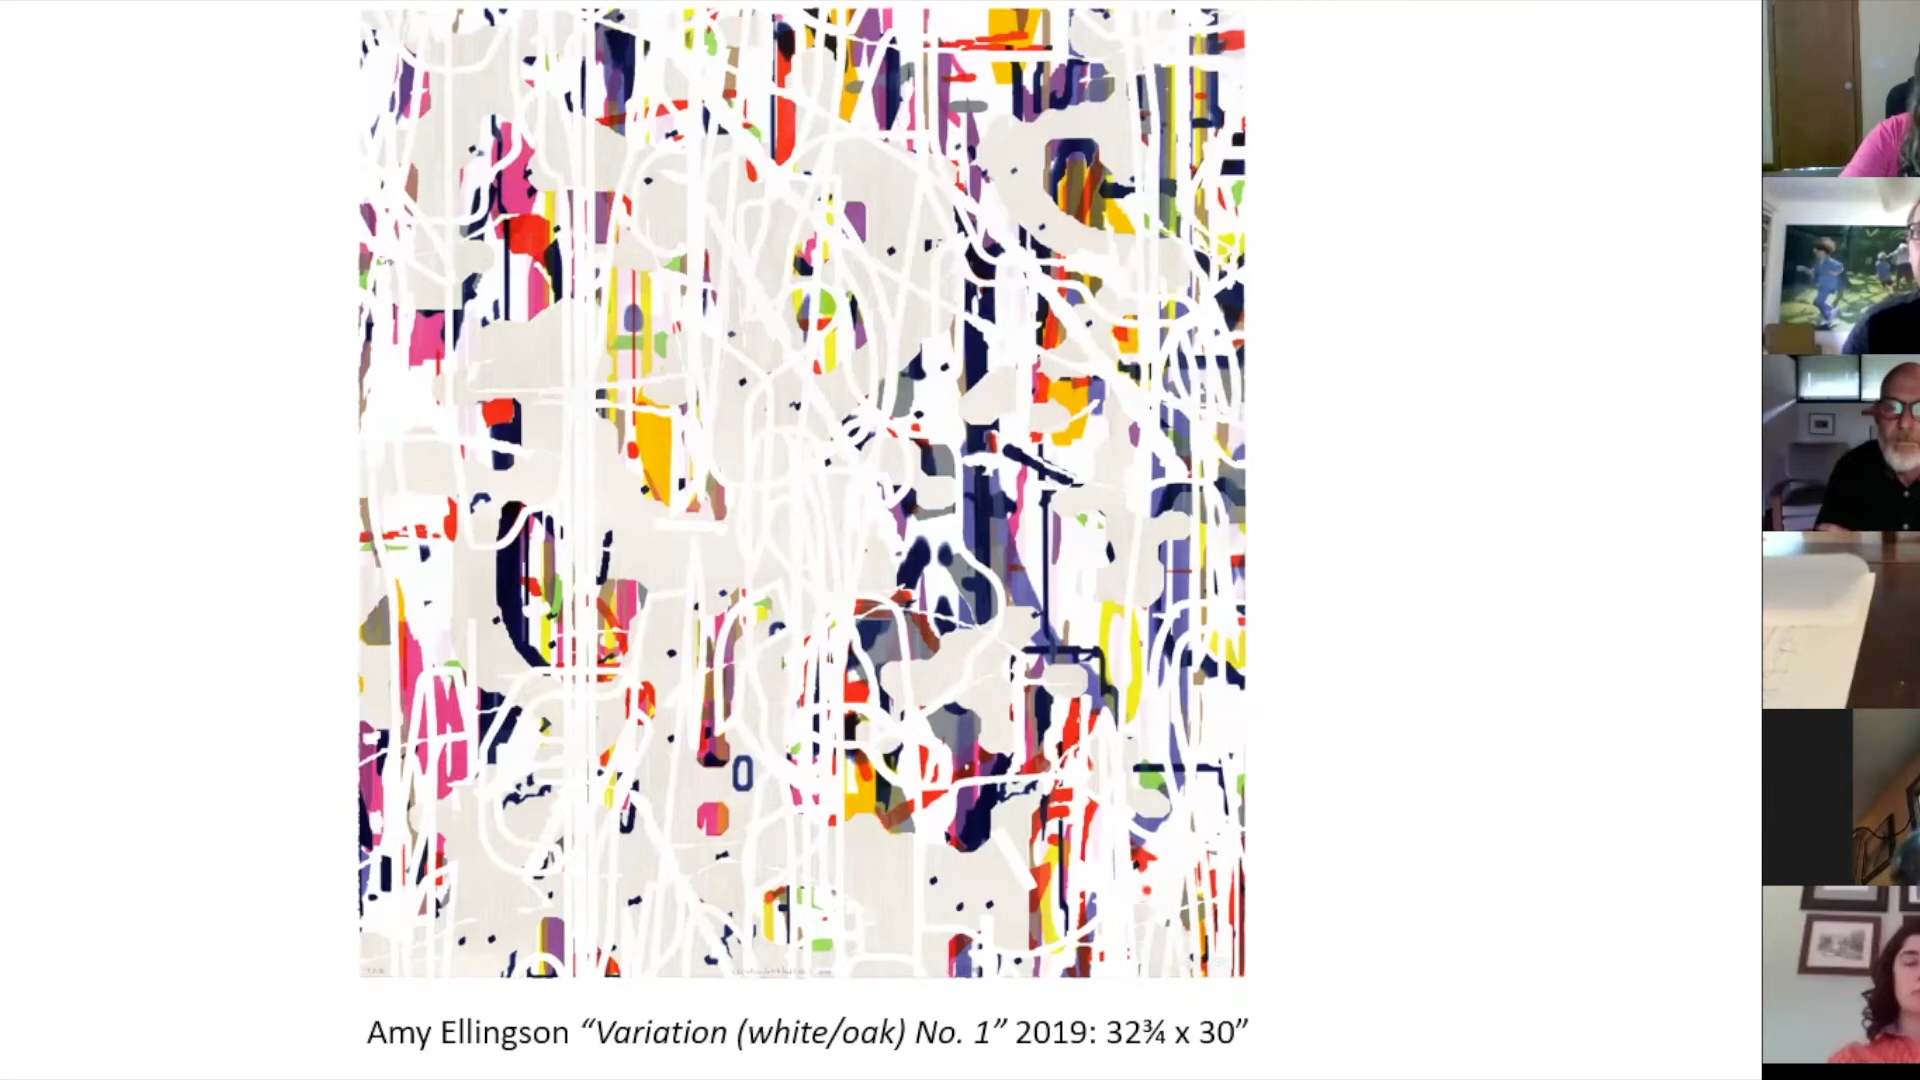 Amy Ellingson “Variation (white/oak) No. 1” 2019: 32¾ x 30”